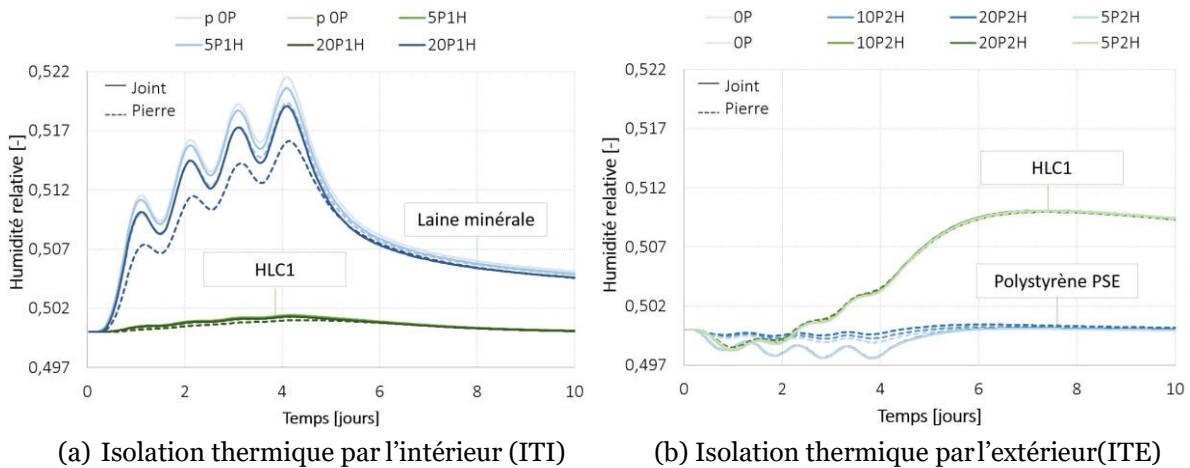 p 0P p 0P 5P1H
5P1H 20P1H 20P1H
0,522
Joint
Pierre
0,517
0,512
0,507
0,502
0,497
Humidité relative [-]
Laine minérale
HLC1
0 2 4 6 8 10
Temps [jours]
(a) Isolation thermique par l'intérieur (ITI)
0P 10P2H 20P2H 5P2H
0P 10P2H 20P2H 5P2H
0,522
Joint
Pierre
0,517
0,512
0,507
0,502
0,497
Humidité relative [-]
HLC1
Polystyrène PSE
0 2 4 6 8 10
Temps [jours]
(b) Isolation thermique par l'extérieur(ITE)